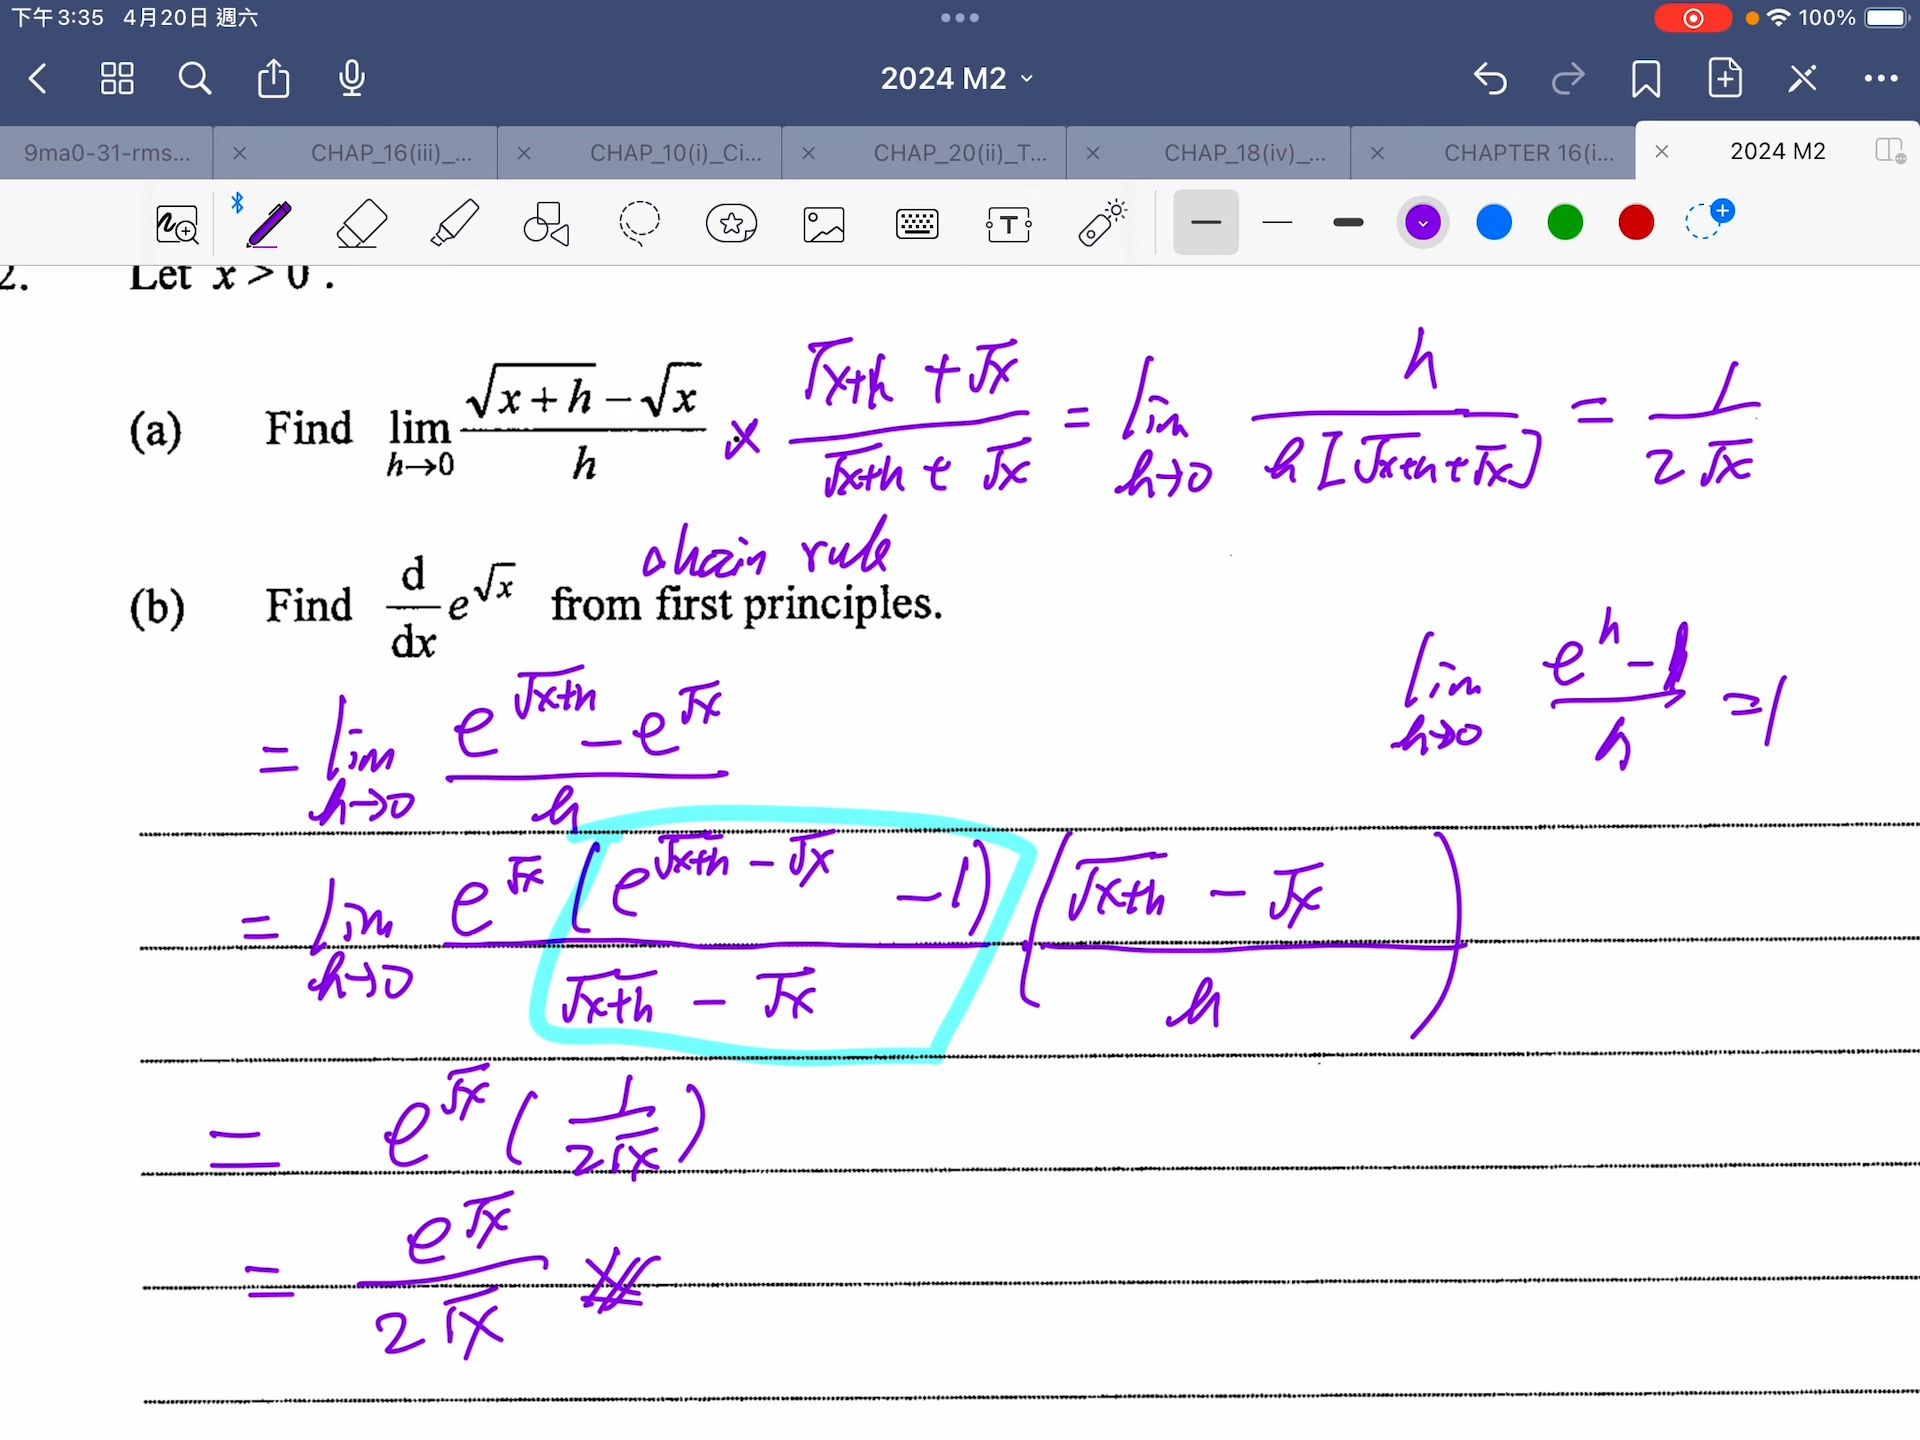 下午3:35 4月20日 週六
100%
2024 M2
9ma0-31-rms... CHAP_16(iii)_... CHAP_10(i)_Ci... CHAP_20(ii)_T... CHAP_18(iv)_... CHAPTER 16(i... 2024 M2
2. Let x > 0 .
(a) Find lim_{h→0} (√(x+h) − √x)/h × (√(x+h) + √x)/(√(x+h) + √x) = lim_{h→0} h/(h[√(x+h) + √x]) = 1/(2√x)
chain rule
(b) Find d/dx e^{√x} from first principles.
lim_{h→0} (e^h − 1)/h = 1
= lim_{h→0} (e^{√(x+h)} − e^{√x})/h
= lim_{h→0} e^{√x}(e^{√(x+h) − √x} − 1)/(√(x+h) − √x) ((√(x+h) − √x)/h)
= e^{√x} (1/(2√x))
= e^{√x}/(2√x)